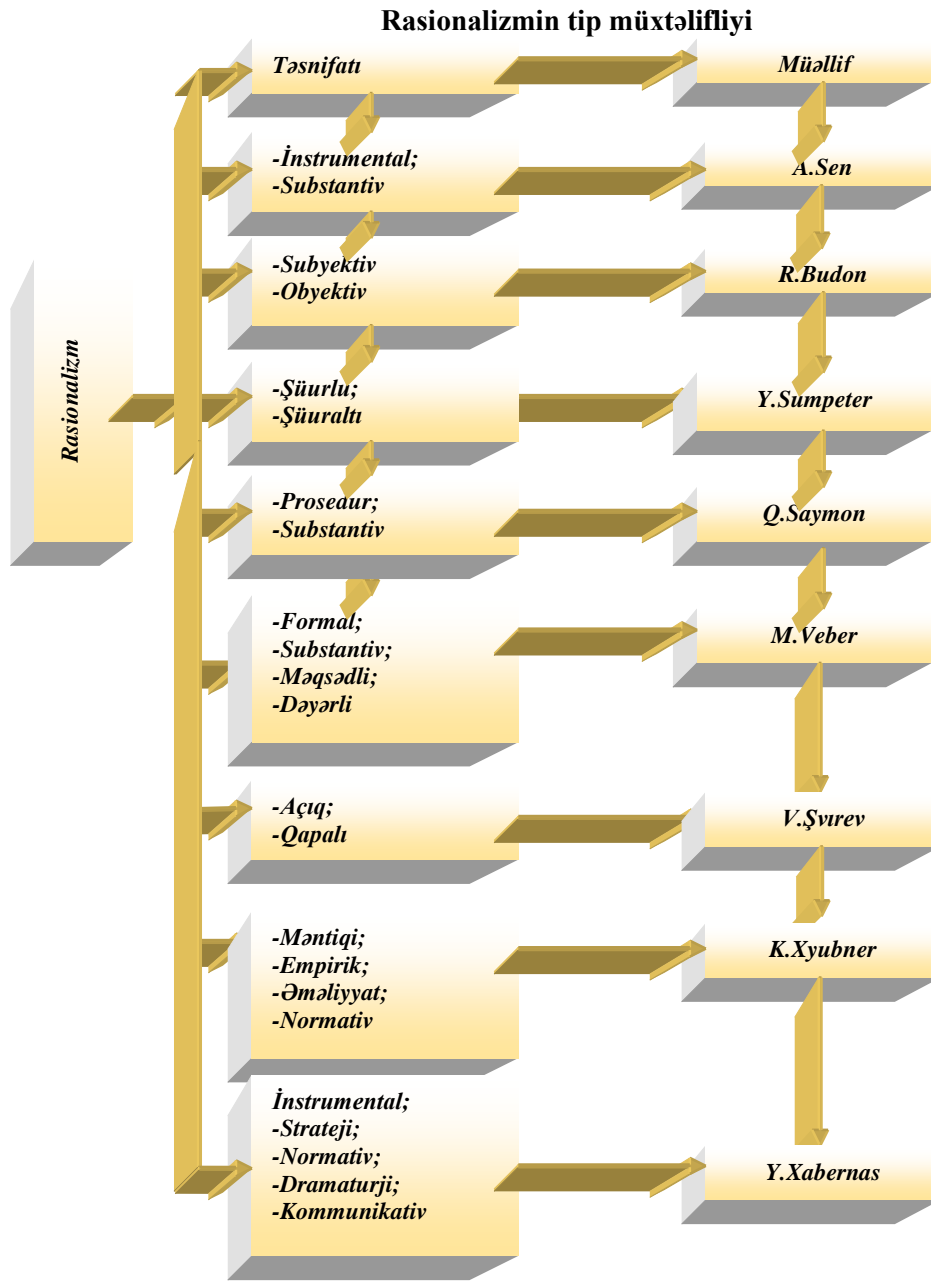 Rasionalizmin tip müxtəlifliyi
Təsnifatı
Müəllif
-İnstrumental;
-Substantiv
A.Sen
-Subyektiv
-Obyektiv
R.Budon
Rasionalizm
-Şüurlu;
-Şüuraltı
Y.Sumpeter
-Prosedur;
-Substantiv
Q.Saymon
-Formal;
-Substantiv;
-Məqsədli;
-Dəyərli
M.Veber
-Açıq;
-Qapalı
V.Şvırev
-Məntiqi;
-Empirik;
-Əməliyyat;
-Normativ
K.Xyubner
İnstrumental;
-Strateji;
-Normativ;
-Dramaturji;
-Kommunikativ
Y.Xabernas